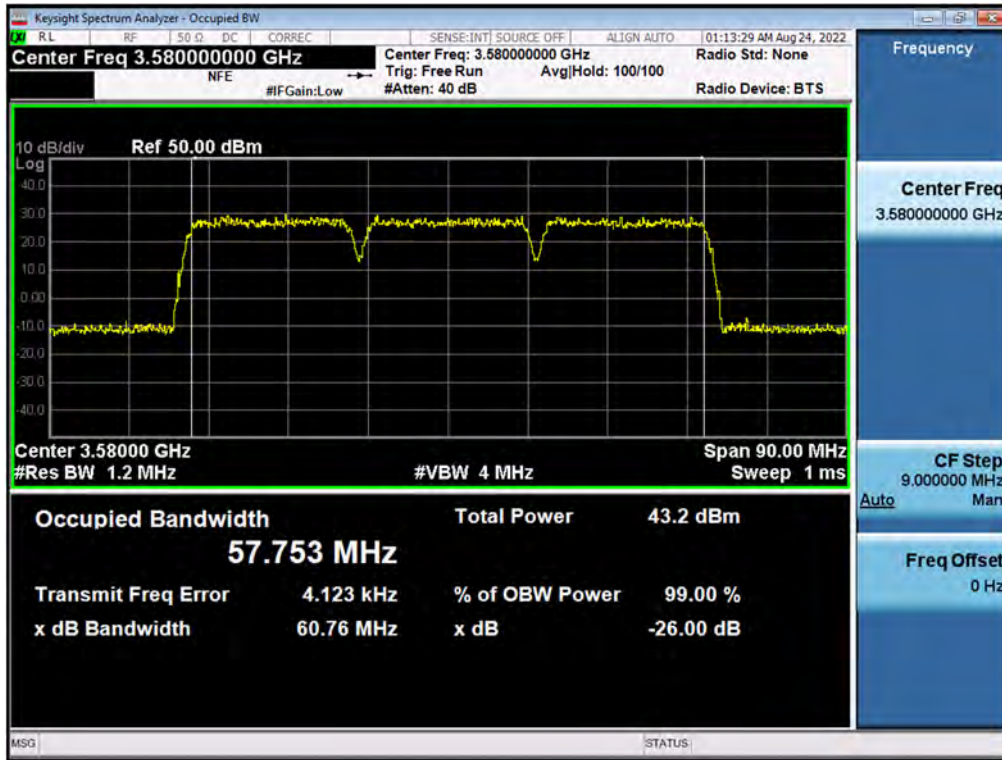 Keysight Spectrum Analyzer - Occupied BW
LXI RL RF 50 Ω DC CORREC SENSE:INT SOURCE OFF ALIGN AUTO 01:13:29 AM Aug 24, 2022
Center Freq 3.580000000 GHz
NFE
#IFGain:Low
Center Freq: 3.580000000 GHz
Trig: Free Run Avg|Hold: 100/100
#Atten: 40 dB
Radio Std: None
Radio Device: BTS
10 dB/div Ref 50.00 dBm
Log
40.0
30.0
20.0
10.0
0.00
-10.0
-20.0
-30.0
-40.0
Center 3.58000 GHz Span 90.00 MHz
#Res BW 1.2 MHz #VBW 4 MHz Sweep 1 ms
Occupied Bandwidth Total Power 43.2 dBm
57.753 MHz
Transmit Freq Error 4.123 kHz % of OBW Power 99.00 %
x dB Bandwidth 60.76 MHz x dB -26.00 dB
Frequency
Center Freq
3.580000000 GHz
CF Step
9.000000 MHz
Auto Man
Freq Offset
0 Hz
MSG STATUS